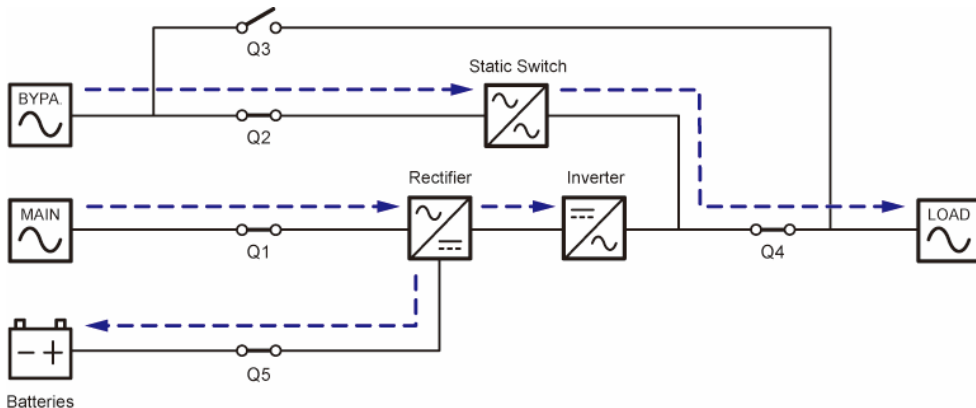 Q3
Static Switch
BYPA.
Q2
Rectifier
Inverter
MAIN
LOAD
Q1
Q4
Q5
Batteries